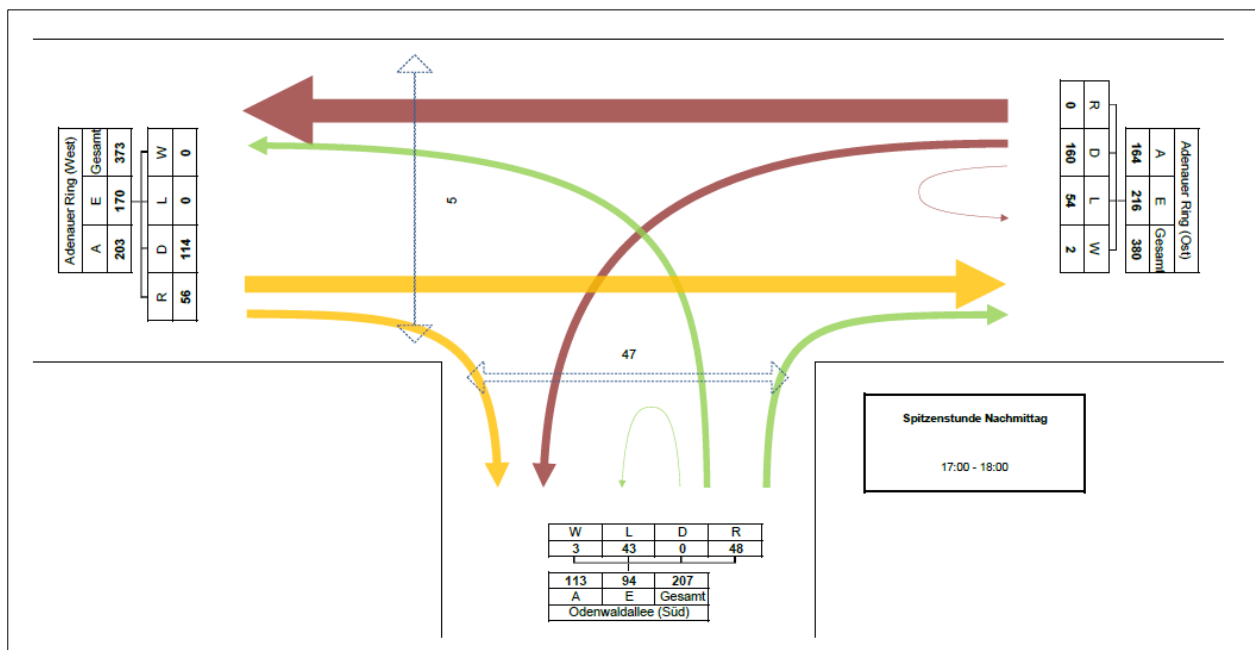 Adenauer Ring (West)
Gesamt 373
E 170
A 203
W 0
L 0
D 114
R 56
5
47
R 0
D 160
L 54
W 2
A 164
E 216
Gesamt 380
Adenauer Ring (Ost)
Spitzenstunde Nachmittag
17:00 - 18:00
W L D R
3 43 0 48
113 94 207
A E Gesamt
Odenwaldallee (Süd)